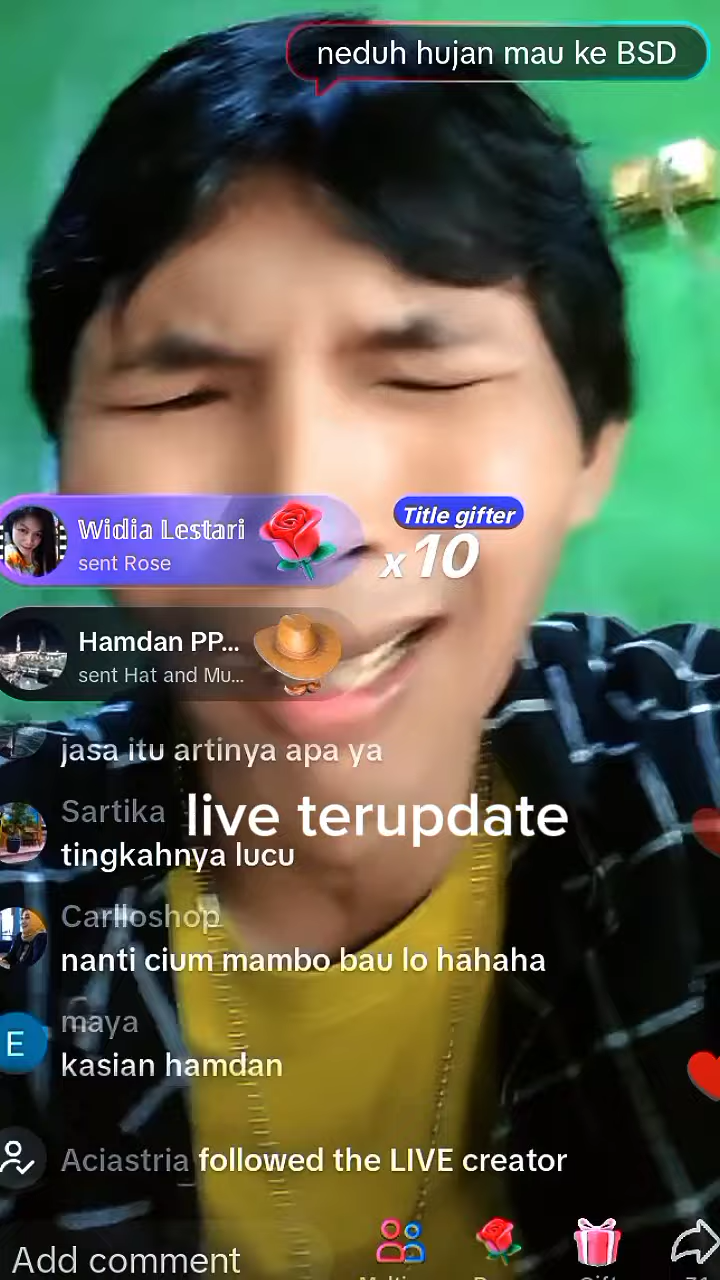 neduh hujan mau ke BSD
Widia Lestari
sent Rose
Title gifter
x10
Hamdan PP...
sent Hat and Mu...
jasa itu artinya apa ya
Sartika
live terupdate
tingkahnya lucu
Carlloshop
nanti cium mambo bau lo hahaha
maya
E
kasian hamdan
Aciastria followed the LIVE creator
Add comment